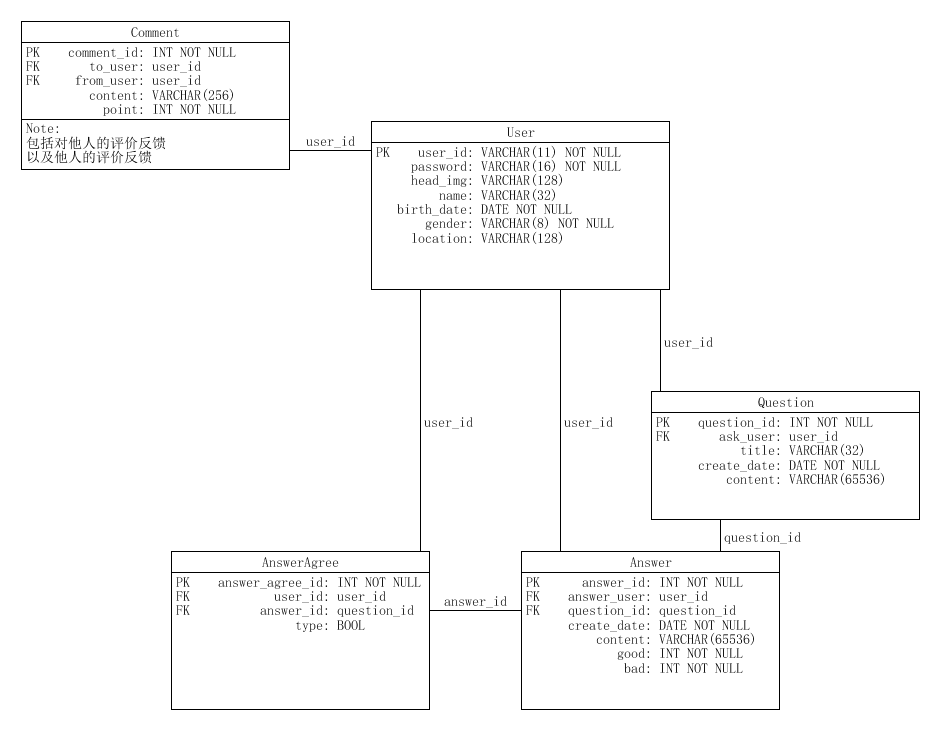 Comment
PK comment_id: INT NOT NULL
FK to_user: user_id
FK from_user: user_id
content: VARCHAR(256)
point: INT NOT NULL
Note:
包括对他人的评价反馈
以及他人的评价反馈
user_id
User
PK user_id: VARCHAR(11) NOT NULL
password: VARCHAR(16) NOT NULL
head_img: VARCHAR(128)
name: VARCHAR(32)
birth_date: DATE NOT NULL
gender: VARCHAR(8) NOT NULL
location: VARCHAR(128)
user_id
user_id
user_id
Question
PK question_id: INT NOT NULL
FK ask_user: user_id
title: VARCHAR(32)
create_date: DATE NOT NULL
content: VARCHAR(65536)
question_id
AnswerAgree
PK answer_agree_id: INT NOT NULL
FK user_id: user_id
FK answer_id: question_id
type: BOOL
answer_id
Answer
PK answer_id: INT NOT NULL
FK answer_user: user_id
FK question_id: question_id
create_date: DATE NOT NULL
content: VARCHAR(65536)
good: INT NOT NULL
bad: INT NOT NULL